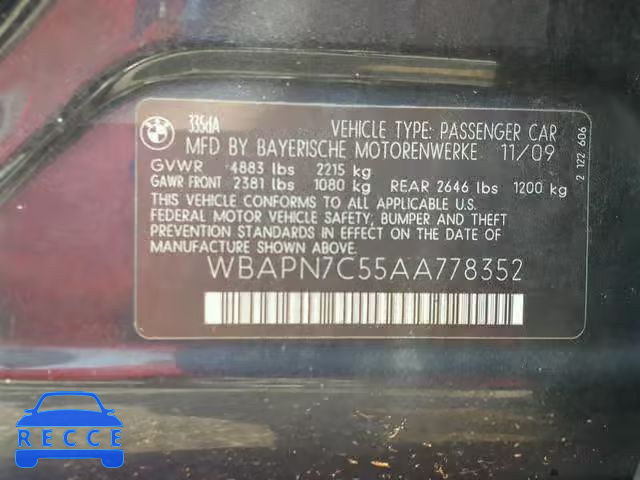 BMW
335dA
VEHICLE TYPE: PASSENGER CAR
MFD BY BAYERISCHE MOTORENWERKE 11/09
GVWR 4883 lbs 2215 kg
GAWR FRONT 2381 lbs 1080 kg REAR 2646 lbs 1200 kg
THIS VEHICLE CONFORMS TO ALL APPLICABLE U.S.
FEDERAL MOTOR VEHICLE SAFETY, BUMPER AND THEFT
PREVENTION STANDARDS IN EFFECT ON THE DATE OF
MANUFACTURE SHOWN ABOVE.
WBAPN7C55AA778352
2 122 606
RECCE